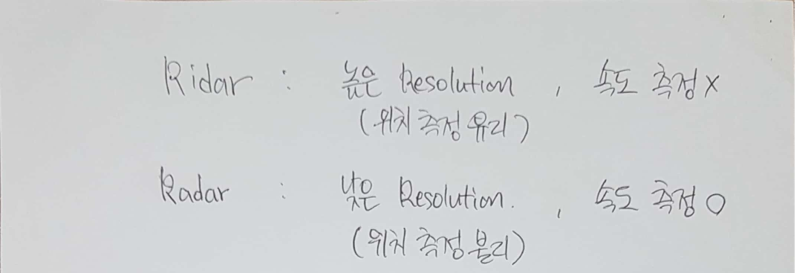 Ridar : 높은 Resolution , 속도 측정 X
(위치 측정 유리)
Radar : 낮은 Resolution. , 속도 측정 O
(위치 측정 불리)